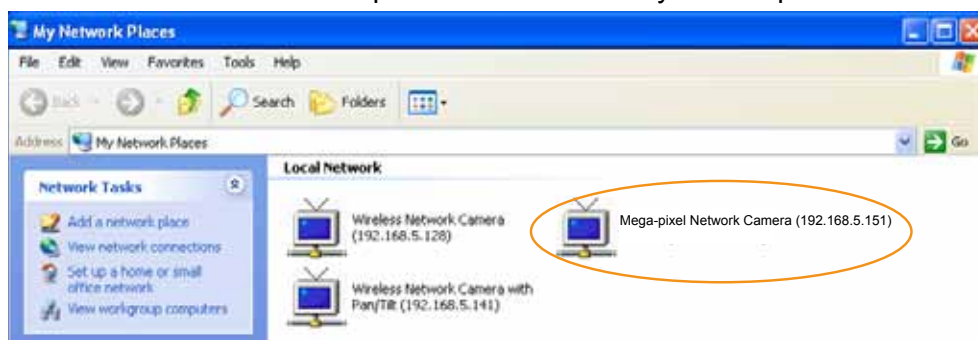 My Network Places
File Edit View Favorites Tools Help
Back Search Folders
Address My Network Places Go
Local Network
Network Tasks
Add a network place
View network connections
Set up a home or small
office network
View workgroup computers
Wireless Network Camera
(192.168.5.128)
Mega-pixel Network Camera (192.168.5.151)
Wireless Network Camera with
Pan/Tilt (192.168.5.141)